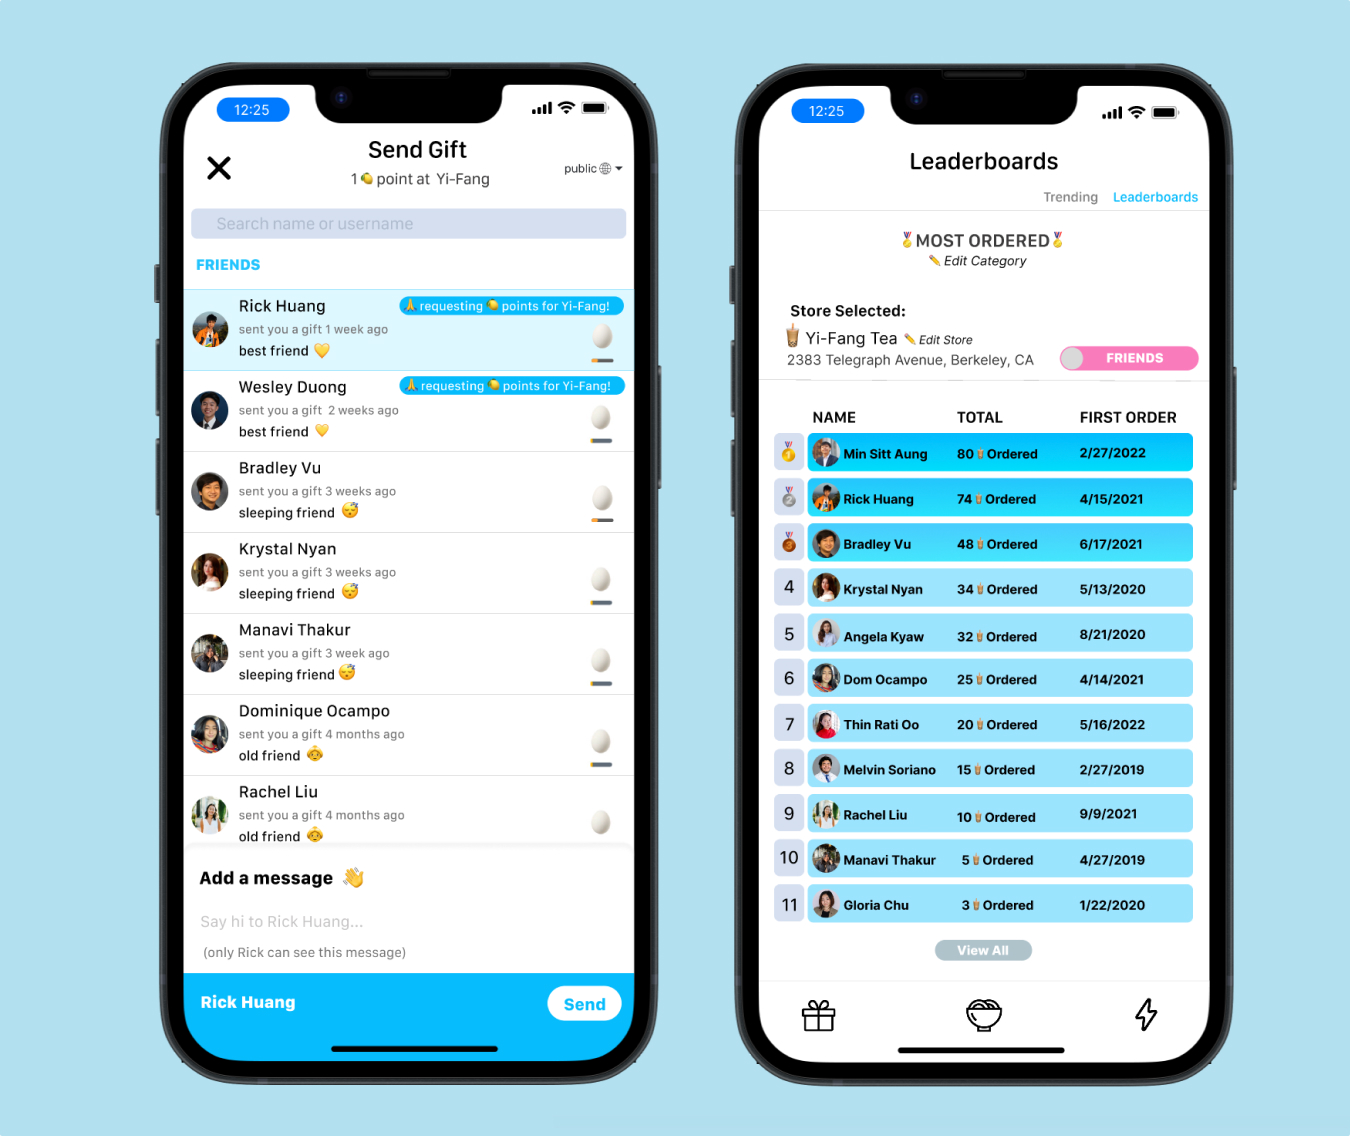 12:25
Send Gift
1 point at Yi-Fang
public
Search name or username
FRIENDS
Rick Huang
requesting points for Yi-Fang!
sent you a gift 1 week ago
best friend
Wesley Duong
requesting points for Yi-Fang!
sent you a gift 2 weeks ago
best friend
Bradley Vu
sent you a gift 3 weeks ago
sleeping friend
Krystal Nyan
sent you a gift 3 weeks ago
sleeping friend
Manavi Thakur
sent you a gift 3 week ago
sleeping friend
Dominique Ocampo
sent you a gift 4 months ago
old friend
Rachel Liu
sent you a gift 4 months ago
old friend
Add a message
Say hi to Rick Huang...
(only Rick can see this message)
Rick Huang
Send
12:25
Leaderboards
Trending Leaderboards
MOST ORDERED
Edit Category
Store Selected:
Yi-Fang Tea Edit Store
2383 Telegraph Avenue, Berkeley, CA
FRIENDS
NAME TOTAL FIRST ORDER
1 Min Sitt Aung 80 Ordered 2/27/2022
2 Rick Huang 74 Ordered 4/15/2021
3 Bradley Vu 48 Ordered 6/17/2021
4 Krystal Nyan 34 Ordered 5/13/2020
5 Angela Kyaw 32 Ordered 8/21/2020
6 Dom Ocampo 25 Ordered 4/14/2021
7 Thin Rati Oo 20 Ordered 5/16/2022
8 Melvin Soriano 15 Ordered 2/27/2019
9 Rachel Liu 10 Ordered 9/9/2021
10 Manavi Thakur 5 Ordered 4/27/2019
11 Gloria Chu 3 Ordered 1/22/2020
View All